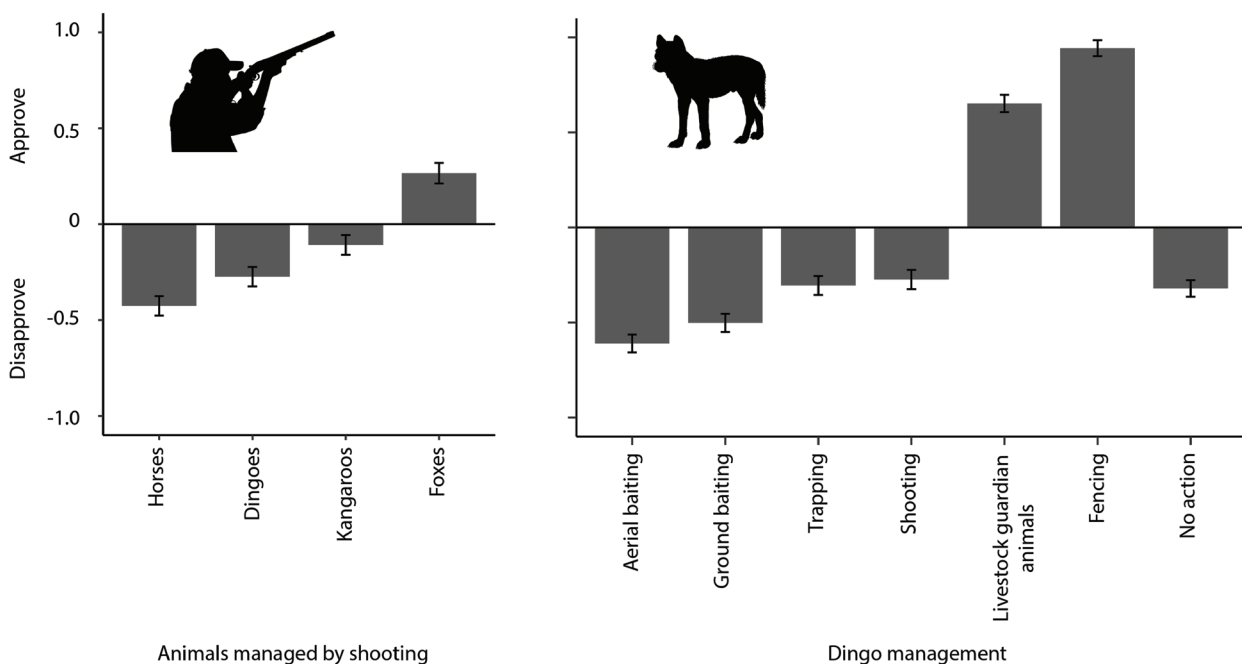 1.0
0.5
0
-0.5
-1.0
Approve
Disapprove
Horses
Dingoes
Kangaroos
Foxes
Animals managed by shooting
Aerial baiting
Ground baiting
Trapping
Shooting
Livestock guardian
animals
Fencing
No action
Dingo management